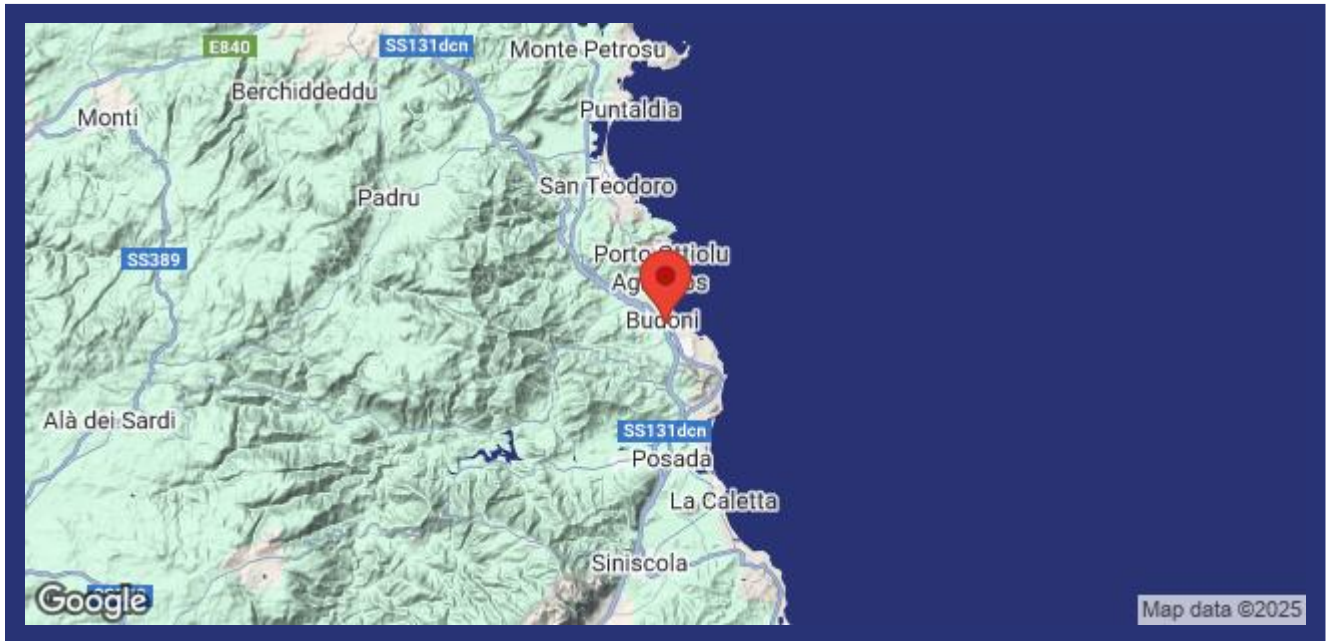 E840
SS131dcn
Monte Petrosu
Berchiddeddu
Monti
Puntaldia
Padru
San Teodoro
SS389
Porto
Budoni
Alà dei Sardi
SS131dcn
Posada
La Caletta
Siniscola
Google
Map data ©2025